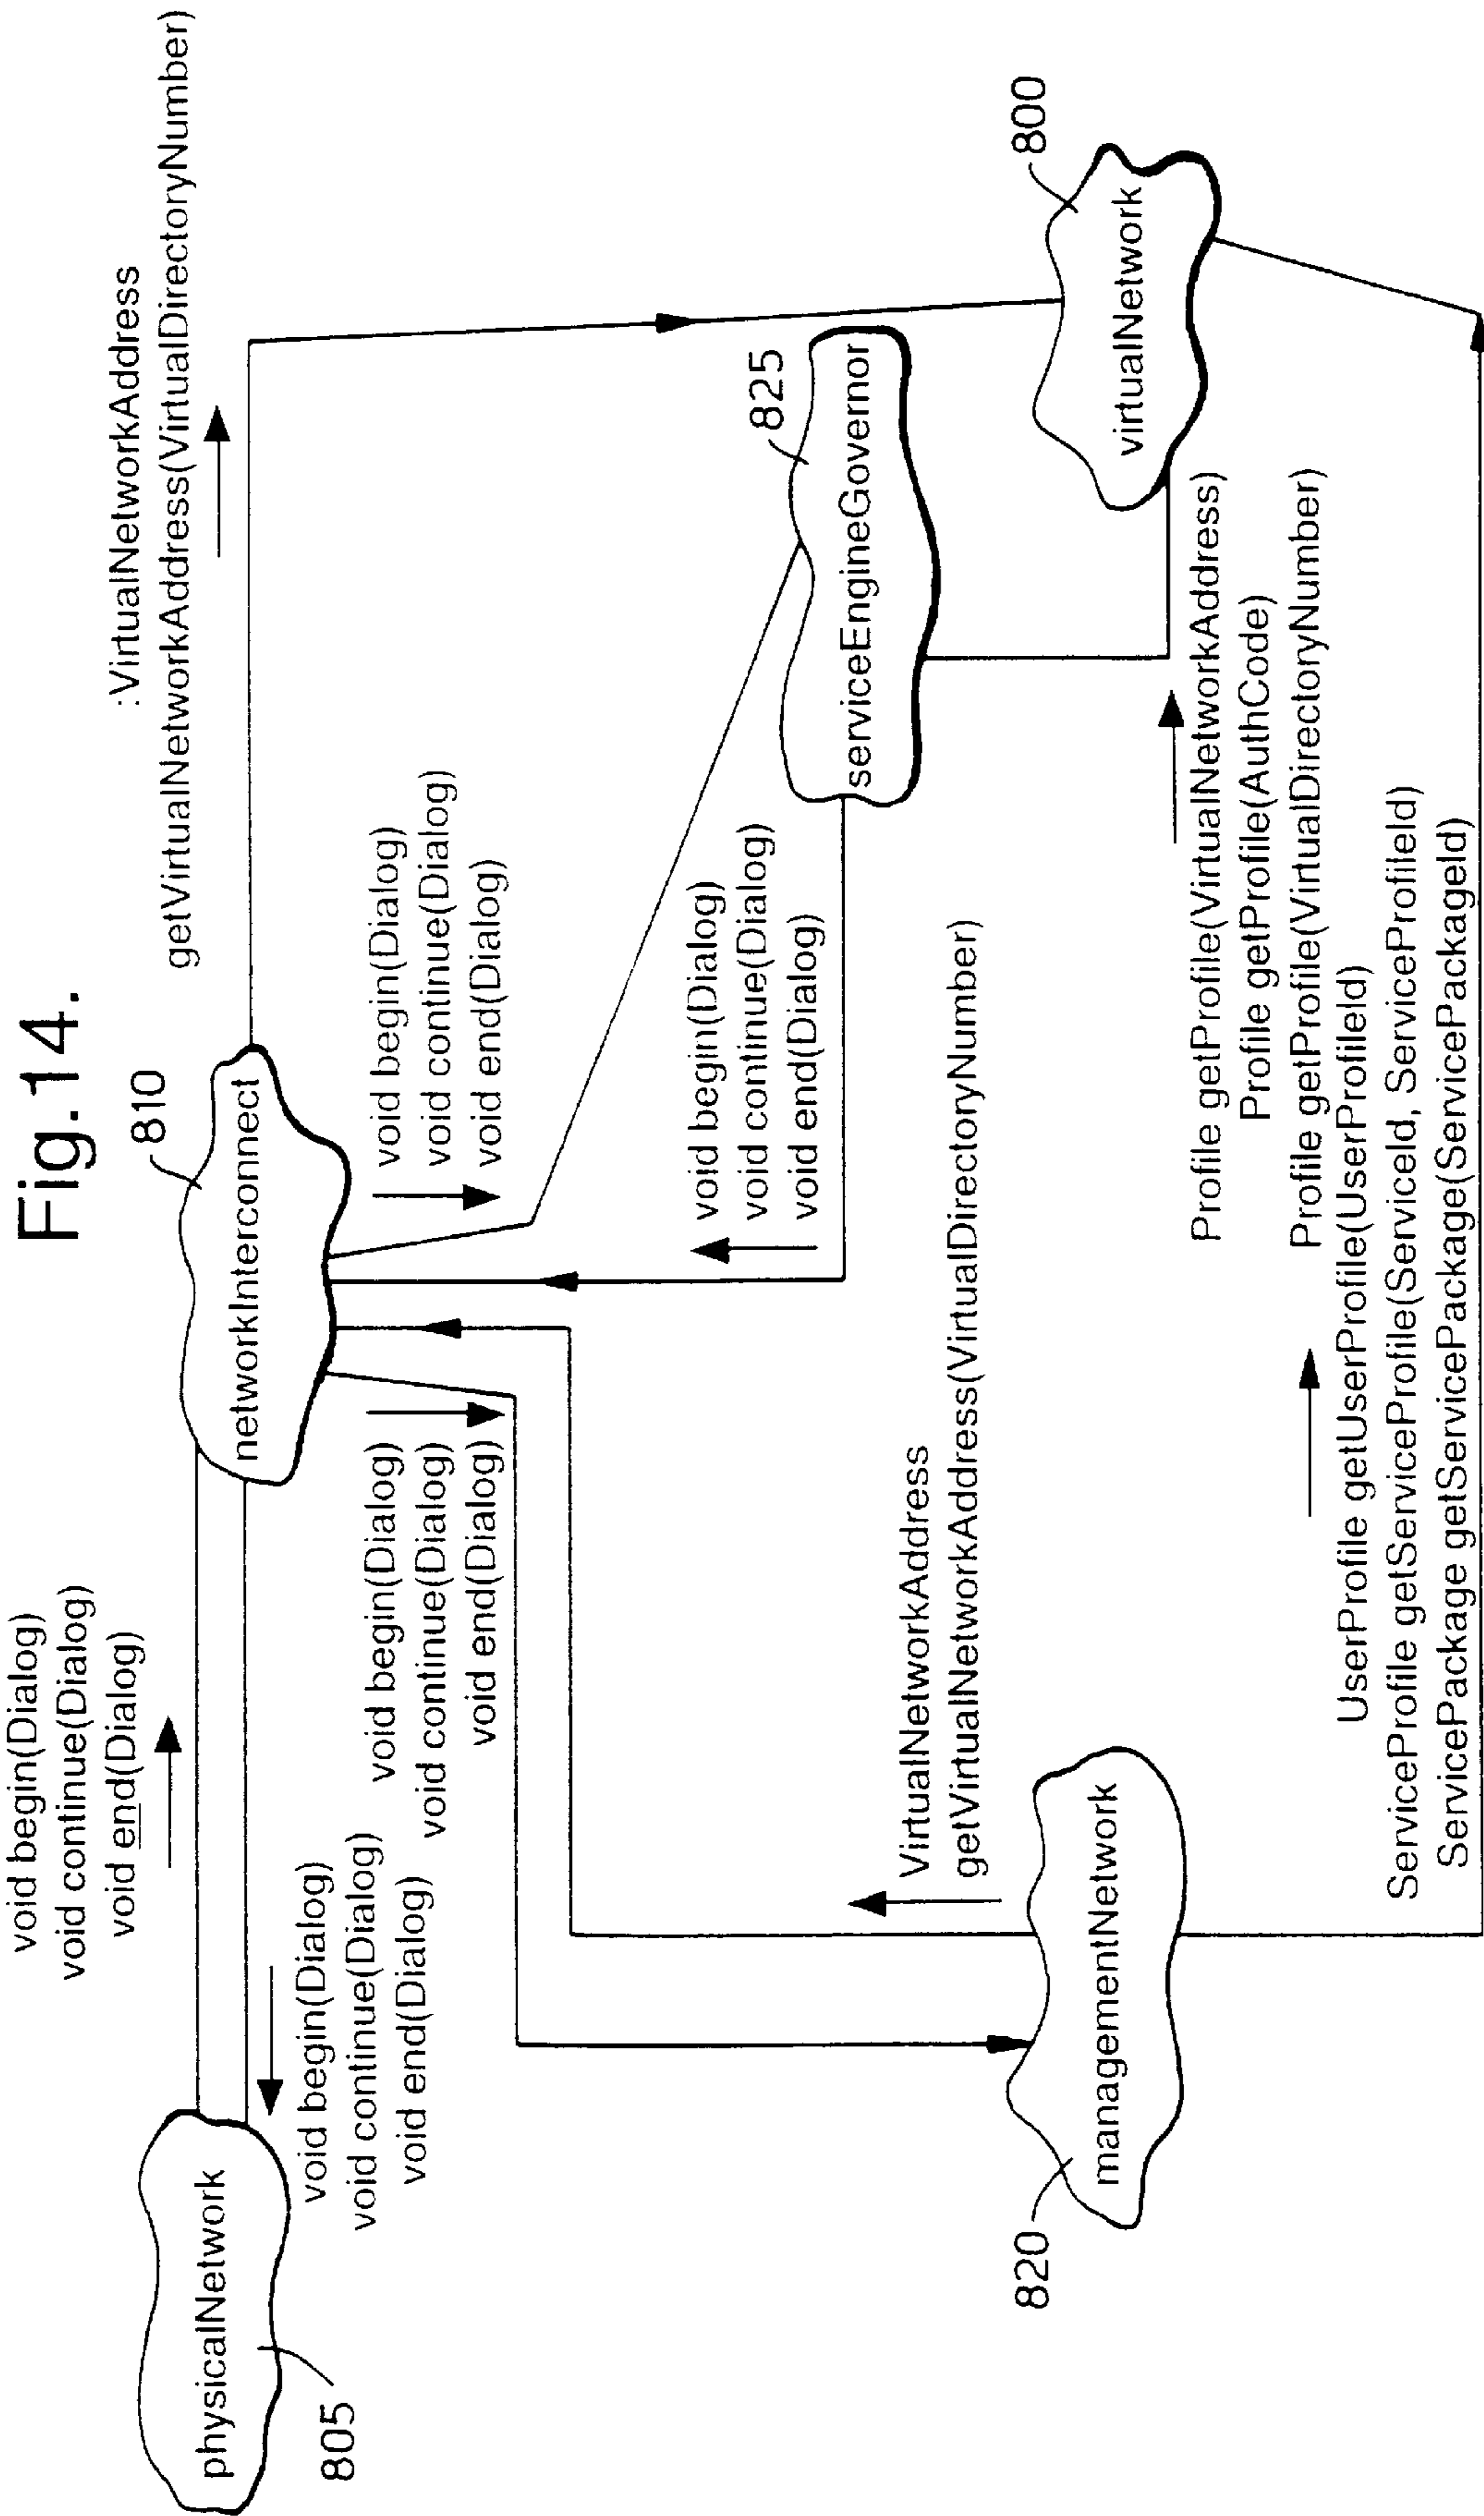 Fig.14.
void begin(Dialog)
void continue(Dialog)
void end(Dialog)
810
:VirtualNetworkAddress
getVirtualNetworkAddress(VirtualDirectoryNumber)
physicalNetwork
805
networkInterconnect
void begin(Dialog)
void continue(Dialog)
void end(Dialog)
void begin(Dialog)
void continue(Dialog)
void end(Dialog)
void begin(Dialog)
void continue(Dialog)
void end(Dialog)
void begin(Dialog)
void continue(Dialog)
void end(Dialog)
825
serviceEngineGovernor
VirtualNetworkAddress
getVirtualNetworkAddress(VirtualDirectoryNumber)
820
managementNetwork
800
virtualNetwork
Profile getProfile(VirtualNetworkAddress)
Profile getProfile(AuthCode)
Profile getProfile(VirtualDirectoryNumber)
UserProfile getUserProfile(UserProfileId)
ServiceProfile getServiceProfile(ServiceId, ServiceProfileId)
ServicePackage getServicePackage(ServicePackageId)